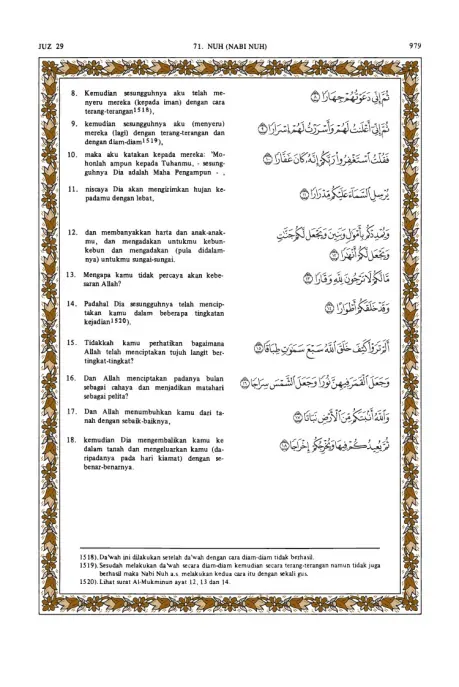 JUZ 29
71. NUH (NABI NUH)
979
8. Kemudian sesungguhnya aku telah me-
nyeru mereka (kepada iman) dengan cara
terang-terangan1518),
ثُمَّ إِنِّي دَعَوْتُهُمْ جِهَارًا ۝٨
9. kemudian sesungguhnya aku (menyeru)
mereka (lagi) dengan terang-terangan dan
dengan diam-diam1519),
ثُمَّ إِنِّي أَعْلَنتُ لَهُمْ وَأَسْرَرْتُ لَهُمْ إِسْرَارًا ۝٩
10. maka aku katakan kepada mereka: 'Mo-
honlah ampun kepada Tuhanmu, - sesung-
guhnya Dia adalah Maha Pengampun - ,
فَقُلْتُ اسْتَغْفِرُوا رَبَّكُمْ إِنَّهُ كَانَ غَفَّارًا ۝١٠
11. niscaya Dia akan mengirimkan hujan ke-
padamu dengan lebat,
يُرْسِلِ السَّمَاءَ عَلَيْكُم مِّدْرَارًا ۝١١
12. dan membanyakkan harta dan anak-anak-
mu, dan mengadakan untukmu kebun-
kebun dan mengadakan (pula didalam-
nya) untukmu sungai-sungai.
وَيُمْدِدْكُم بِأَمْوَالٍ وَبَنِينَ وَيَجْعَل لَّكُمْ جَنَّاتٍ
وَيَجْعَل لَّكُمْ أَنْهَارًا ۝١٢
13. Mengapa kamu tidak percaya akan kebe-
saran Allah?
مَّا لَكُمْ لَا تَرْجُونَ لِلَّهِ وَقَارًا ۝١٣
14. Padahal Dia sesungguhnya telah mencip-
takan kamu dalam beberapa tingkatan
kejadian1520).
وَقَدْ خَلَقَكُمْ أَطْوَارًا ۝١٤
15. Tidakkah kamu perhatikan bagaimana
Allah telah menciptakan tujuh langit ber-
tingkat-tingkat?
أَلَمْ تَرَوْا كَيْفَ خَلَقَ اللَّهُ سَبْعَ سَمَوَتٍ طِبَاقًا ۝١٥
16. Dan Allah menciptakan padanya bulan
sebagai cahaya dan menjadikan matahari
sebagai pelita?
وَجَعَلَ الْقَمَرَ فِيهِنَّ نُورًا وَجَعَلَ الشَّمْسَ سِرَاجًا ۝١٦
17. Dan Allah menumbuhkan kamu dari ta-
nah dengan sebaik-baiknya,
وَاللَّهُ أَنبَتَكُم مِّنَ الْأَرْضِ نَبَاتًا ۝١٧
18. kemudian Dia mengembalikan kamu ke
dalam tanah dan mengeluarkan kamu (da-
ripadanya pada hari kiamat) dengan se-
benar-benarnya.
ثُمَّ يُعِيدُكُمْ فِيهَا وَيُخْرِجُكُمْ إِخْرَاجًا ۝١٨
1518). Da'wah ini dilakukan setelah da'wah dengan cara diam-diam tidak berhasil.
1519). Sesudah melakukan da'wah secara diam-diam kemudian secara terang-terangan namun tidak juga
berhasil maka Nabi Nuh a.s. melakukan kedua cara itu dengan sekali gus.
1520). Lihat surat Al-Mukminun ayat 12, 13 dan 14.